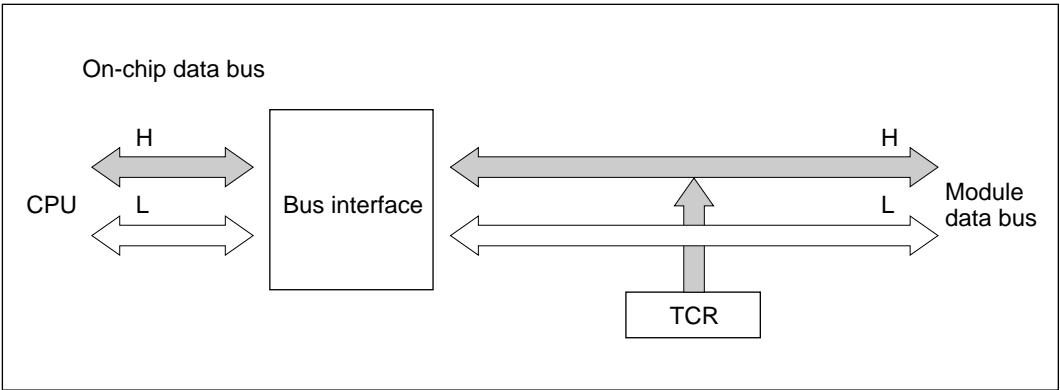 On-chip data bus
H
H
CPU
L
Bus interface
L
Module
data bus
TCR